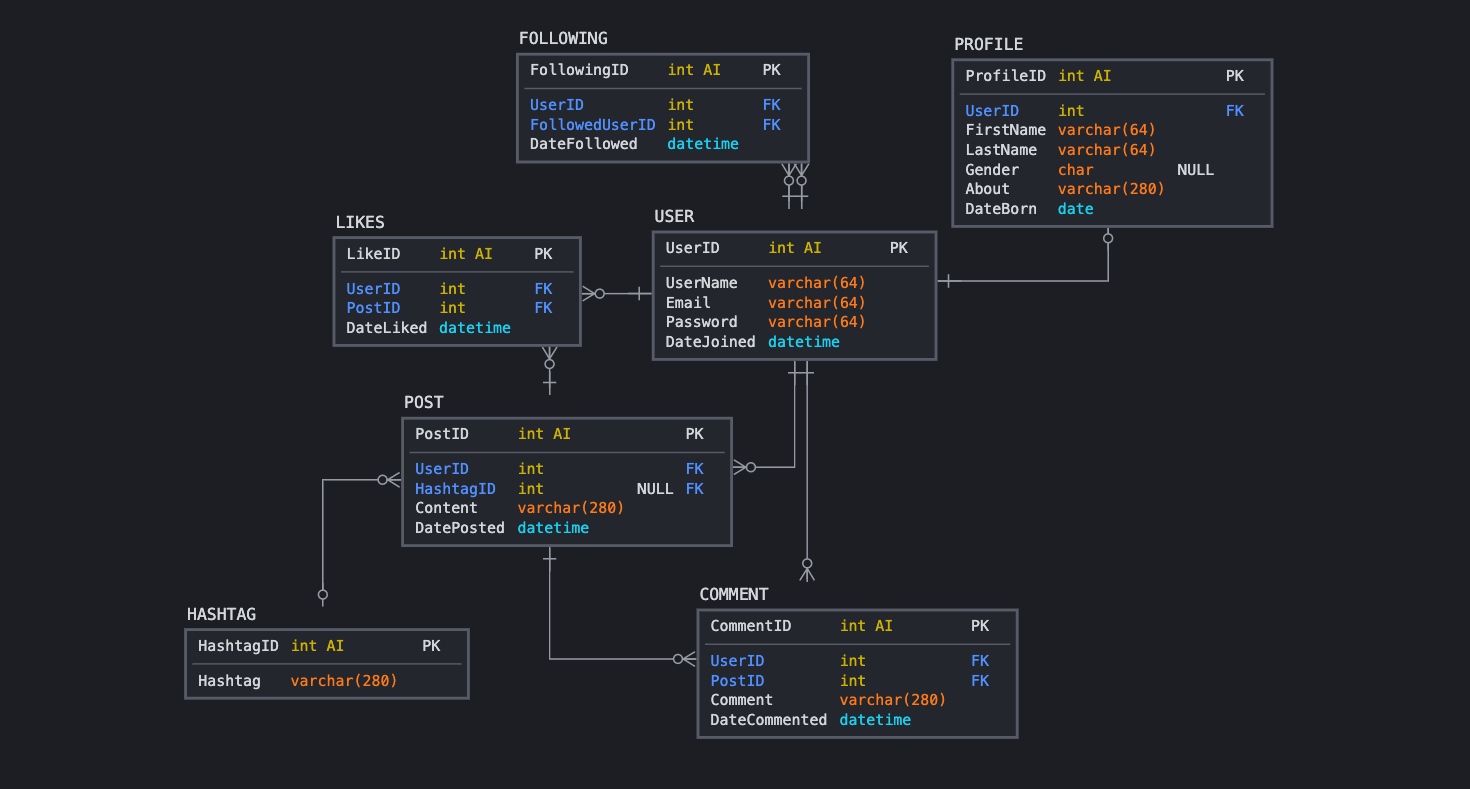 FOLLOWING
FollowingID int AI PK
UserID int FK
FollowedUserID int FK
DateFollowed datetime
PROFILE
ProfileID int AI PK
UserID int FK
FirstName varchar(64)
LastName varchar(64)
Gender char NULL
About varchar(280)
DateBorn date
LIKES
LikeID int AI PK
UserID int FK
PostID int FK
DateLiked datetime
USER
UserID int AI PK
UserName varchar(64)
Email varchar(64)
Password varchar(64)
DateJoined datetime
POST
PostID int AI PK
UserID int FK
HashtagID int NULL FK
Content varchar(280)
DatePosted datetime
HASHTAG
HashtagID int AI PK
Hashtag varchar(280)
COMMENT
CommentID int AI PK
UserID int FK
PostID int FK
Comment varchar(280)
DateCommented datetime